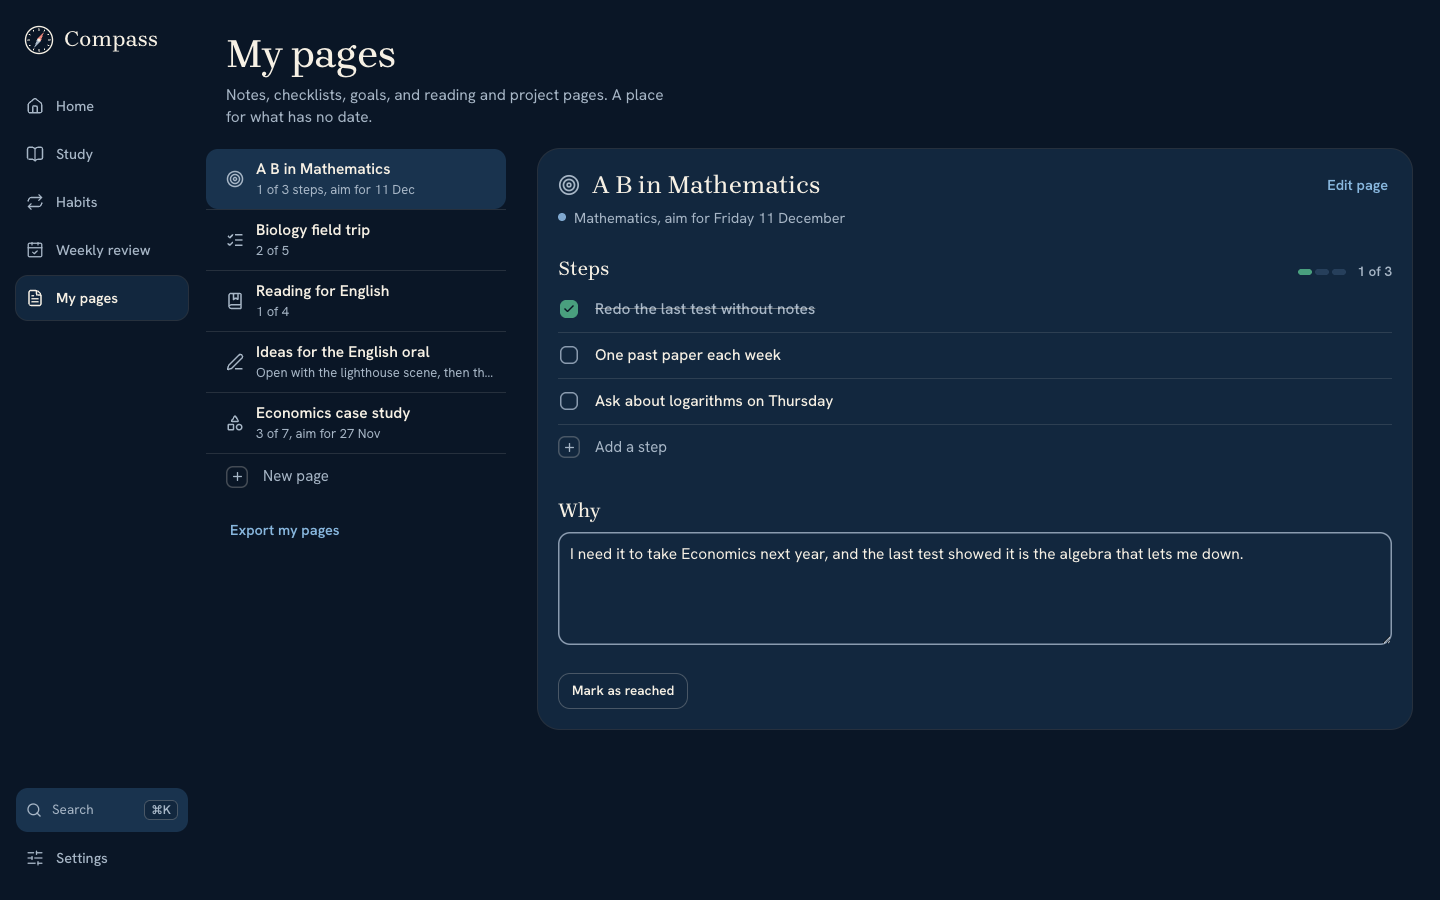 Compass
Home
Study
Habits
Weekly review
My pages
Search
⌘K
Settings
My pages
Notes, checklists, goals, and reading and project pages. A place
for what has no date.
A B in Mathematics
1 of 3 steps, aim for 11 Dec
Biology field trip
2 of 5
Reading for English
1 of 4
Ideas for the English oral
Open with the lighthouse scene, then th...
Economics case study
3 of 7, aim for 27 Nov
New page
Export my pages
A B in Mathematics
Edit page
Mathematics, aim for Friday 11 December
Steps
1 of 3
Redo the last test without notes
One past paper each week
Ask about logarithms on Thursday
Add a step
Why
I need it to take Economics next year, and the last test showed it is the algebra that lets me down.
Mark as reached